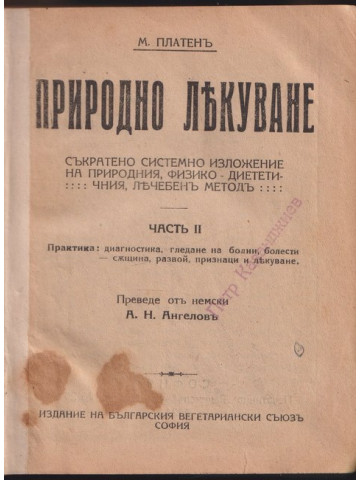 М. ПЛАТЕНЪ
ПРИРОДНО ЛѢКУВАНЕ
СЪКРАТЕНО СИСТЕМНО ИЗЛОЖЕНИЕ
НА ПРИРОДНИЯ, ФИЗИКО - ДИЕТЕТИ-
:::: ЧНИЯ, ЛѢЧЕБЕНЪ МЕТОДЪ ::::
ЧАСТЬ II
Практика: диагностика, гледане на болни, болести
— сѫщина, развой, признаци и лѣкуване.
Преведе отъ немски
А. Н. Ангеловъ
ИЗДАНИЕ НА БЪЛГАРСКИЯ ВЕГЕТАРИАНСКИ СЪЮЗЪ
СОФИЯ